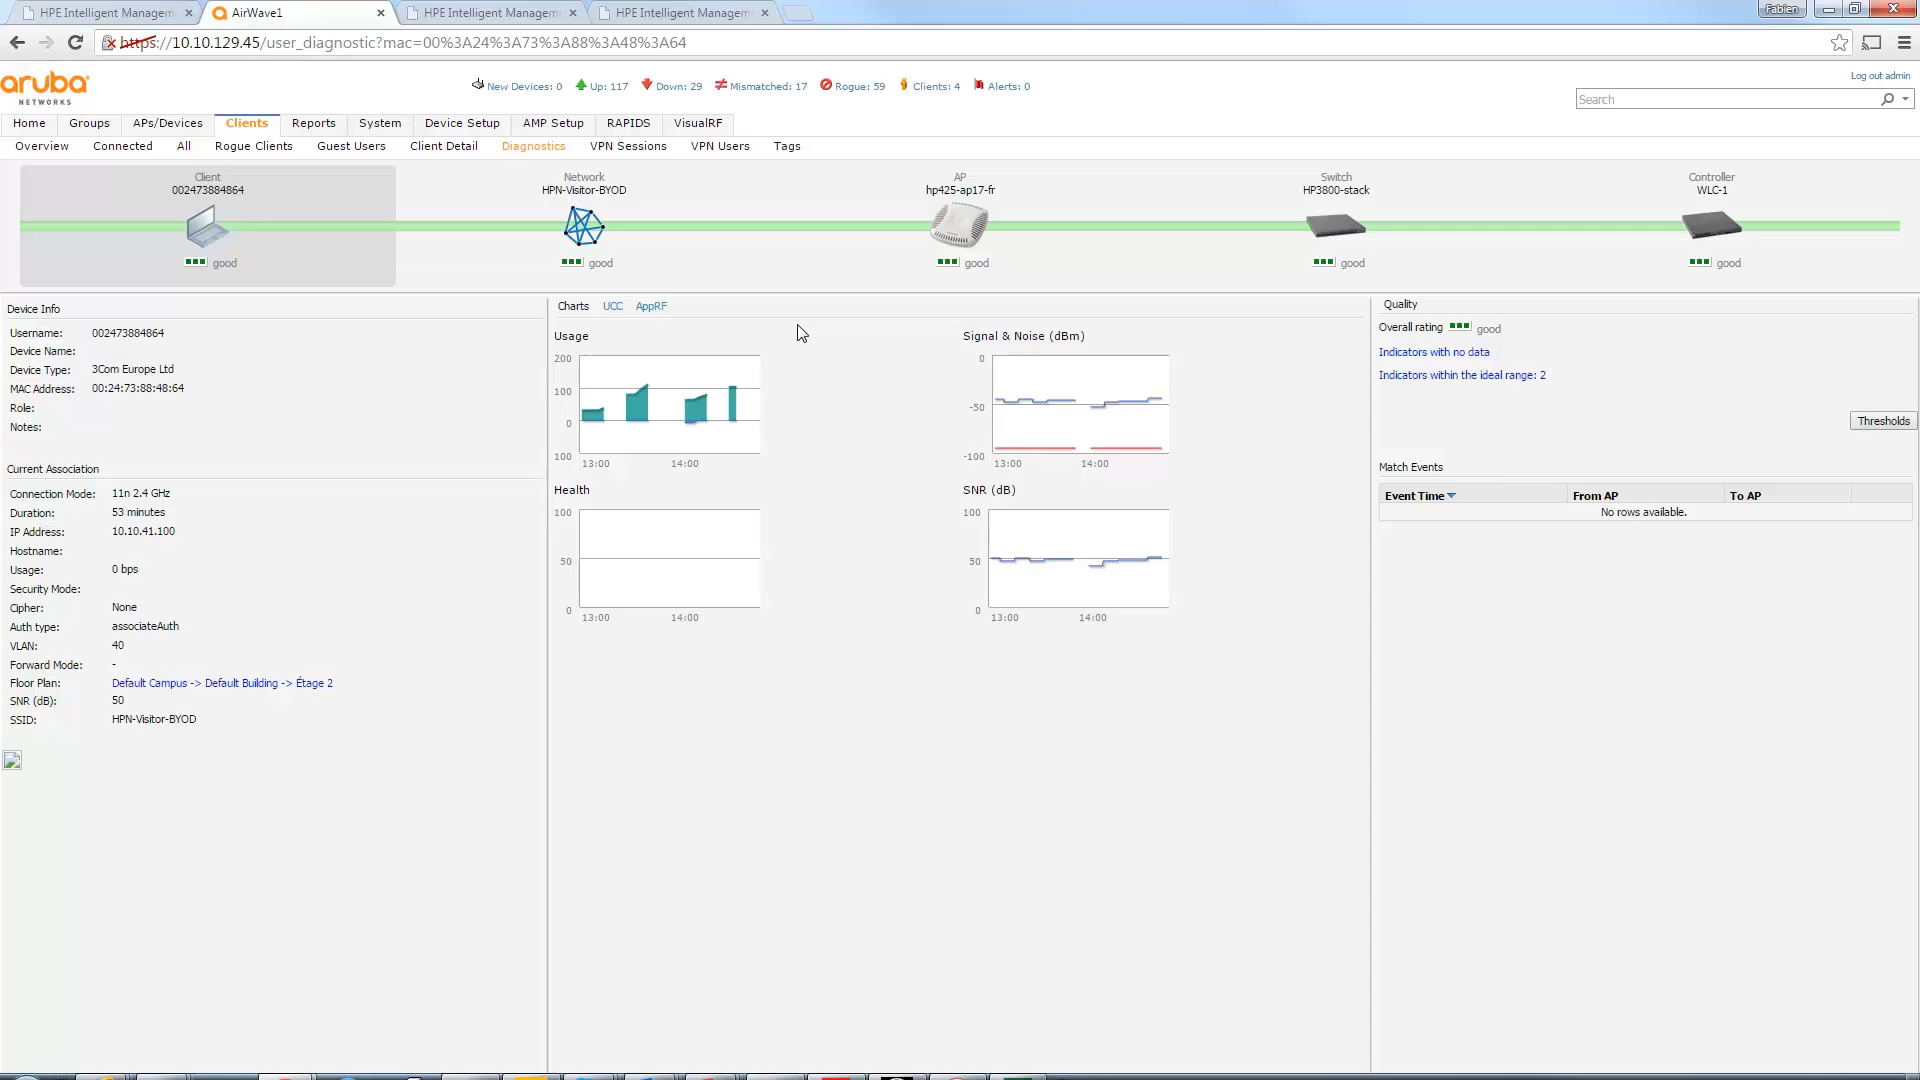 HPE Intelligent Managem
AirWave1
HPE Intelligent Managem
HPE Intelligent Managem
Fabien
https://10.10.129.45/user_diagnostic?mac=00%3A24%3A73%3A88%3A48%3A64
aruba
NETWORKS
New Devices: 0 Up: 117 Down: 29 Mismatched: 17 Rogue: 59 Clients: 4 Alerts: 0
Log out admin
Search
Home Groups APs/Devices Clients Reports System Device Setup AMP Setup RAPIDS VisualRF
Overview Connected All Rogue Clients Guest Users Client Detail Diagnostics VPN Sessions VPN Users Tags
Client Network AP Switch Controller
002473884864 HPN-Visitor-BYOD hp425-ap17-fr HP3800-stack WLC-1
good good good good good
Device Info
Username: 002473884864
Device Name:
Device Type: 3Com Europe Ltd
MAC Address: 00:24:73:88:48:64
Role:
Notes:
Current Association
Connection Mode: 11n 2.4 GHz
Duration: 53 minutes
IP Address: 10.10.41.100
Hostname:
Usage: 0 bps
Security Mode:
Cipher: None
Auth type: associateAuth
VLAN: 40
Forward Mode: -
Floor Plan: Default Campus -> Default Building -> Étage 2
SNR (dB): 50
SSID: HPN-Visitor-BYOD
Charts UCC AppRF
Usage
200
100
0
100
13:00 14:00
Signal & Noise (dBm)
0
-50
-100
13:00 14:00
Health
100
50
0
13:00 14:00
SNR (dB)
100
50
0
13:00 14:00
Quality
Overall rating good
Indicators with no data
Indicators within the ideal range: 2
Thresholds
Match Events
Event Time From AP To AP
No rows available.